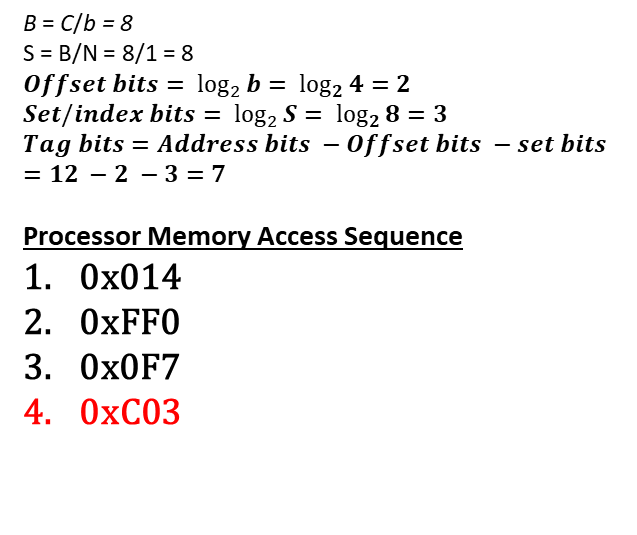 B = C/b = 8
S = B/N = 8/1 = 8
Offset bits = log₂ b = log₂ 4 = 2
Set/index bits = log₂ S = log₂ 8 = 3
Tag bits = Address bits − Offset bits − set bits
= 12 − 2 − 3 = 7
Processor Memory Access Sequence
1. 0x014
2. 0xFF0
3. 0x0F7
4. 0xC03